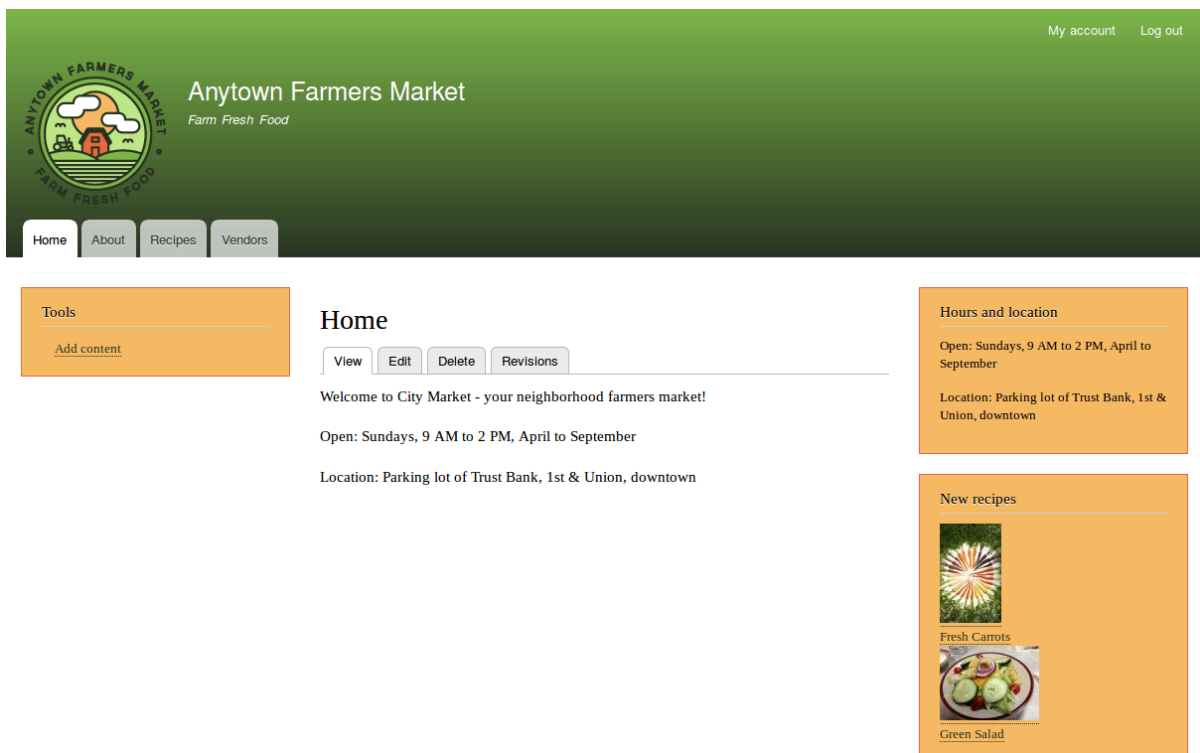 My account
Log out
ANYTOWN FARMERS MARKET
FARM FRESH FOOD
Anytown Farmers Market
Farm Fresh Food
Home
About
Recipes
Vendors
Tools
Add content
Home
View
Edit
Delete
Revisions
Welcome to City Market - your neighborhood farmers market!
Open: Sundays, 9 AM to 2 PM, April to September
Location: Parking lot of Trust Bank, 1st & Union, downtown
Hours and location
Open: Sundays, 9 AM to 2 PM, April to
September
Location: Parking lot of Trust Bank, 1st &
Union, downtown
New recipes
Fresh Carrots
Green Salad